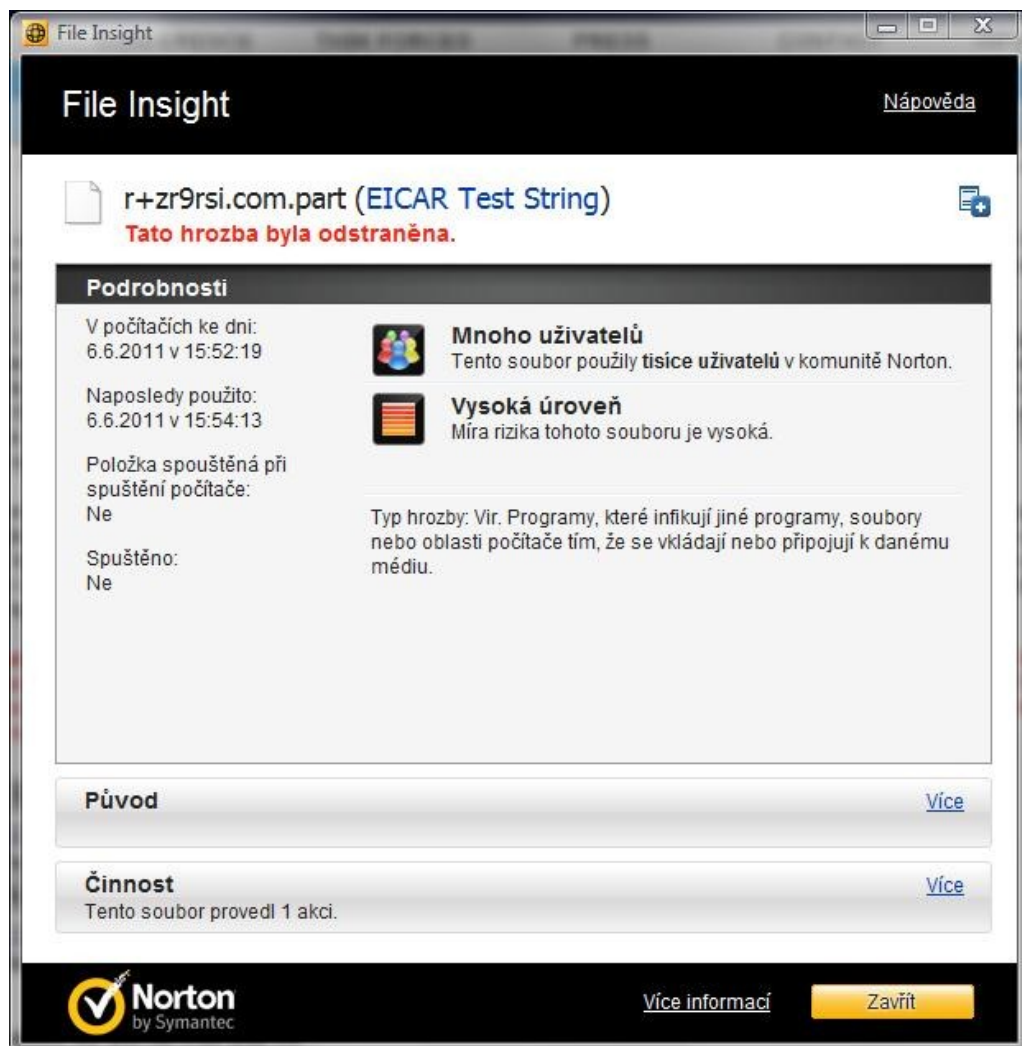 File Insight
File Insight
Nápověda
r+zr9rsi.com.part (EICAR Test String)
Tato hrozba byla odstraněna.
Podrobnosti
V počítačích ke dni:
6.6.2011 v 15:52:19
Naposledy použito:
6.6.2011 v 15:54:13
Položka spouštěná při
spuštění počítače:
Ne
Spuštěno:
Ne
Mnoho uživatelů
Tento soubor použily tisíce uživatelů v komunitě Norton.
Vysoká úroveň
Míra rizika tohoto souboru je vysoká.
Typ hrozby: Vir. Programy, které infikují jiné programy, soubory
nebo oblasti počítače tím, že se vkládají nebo připojují k danému
médiu.
Původ
Více
Činnost
Více
Tento soubor provedl 1 akci.
Norton
by Symantec
Více informací
Zavřít